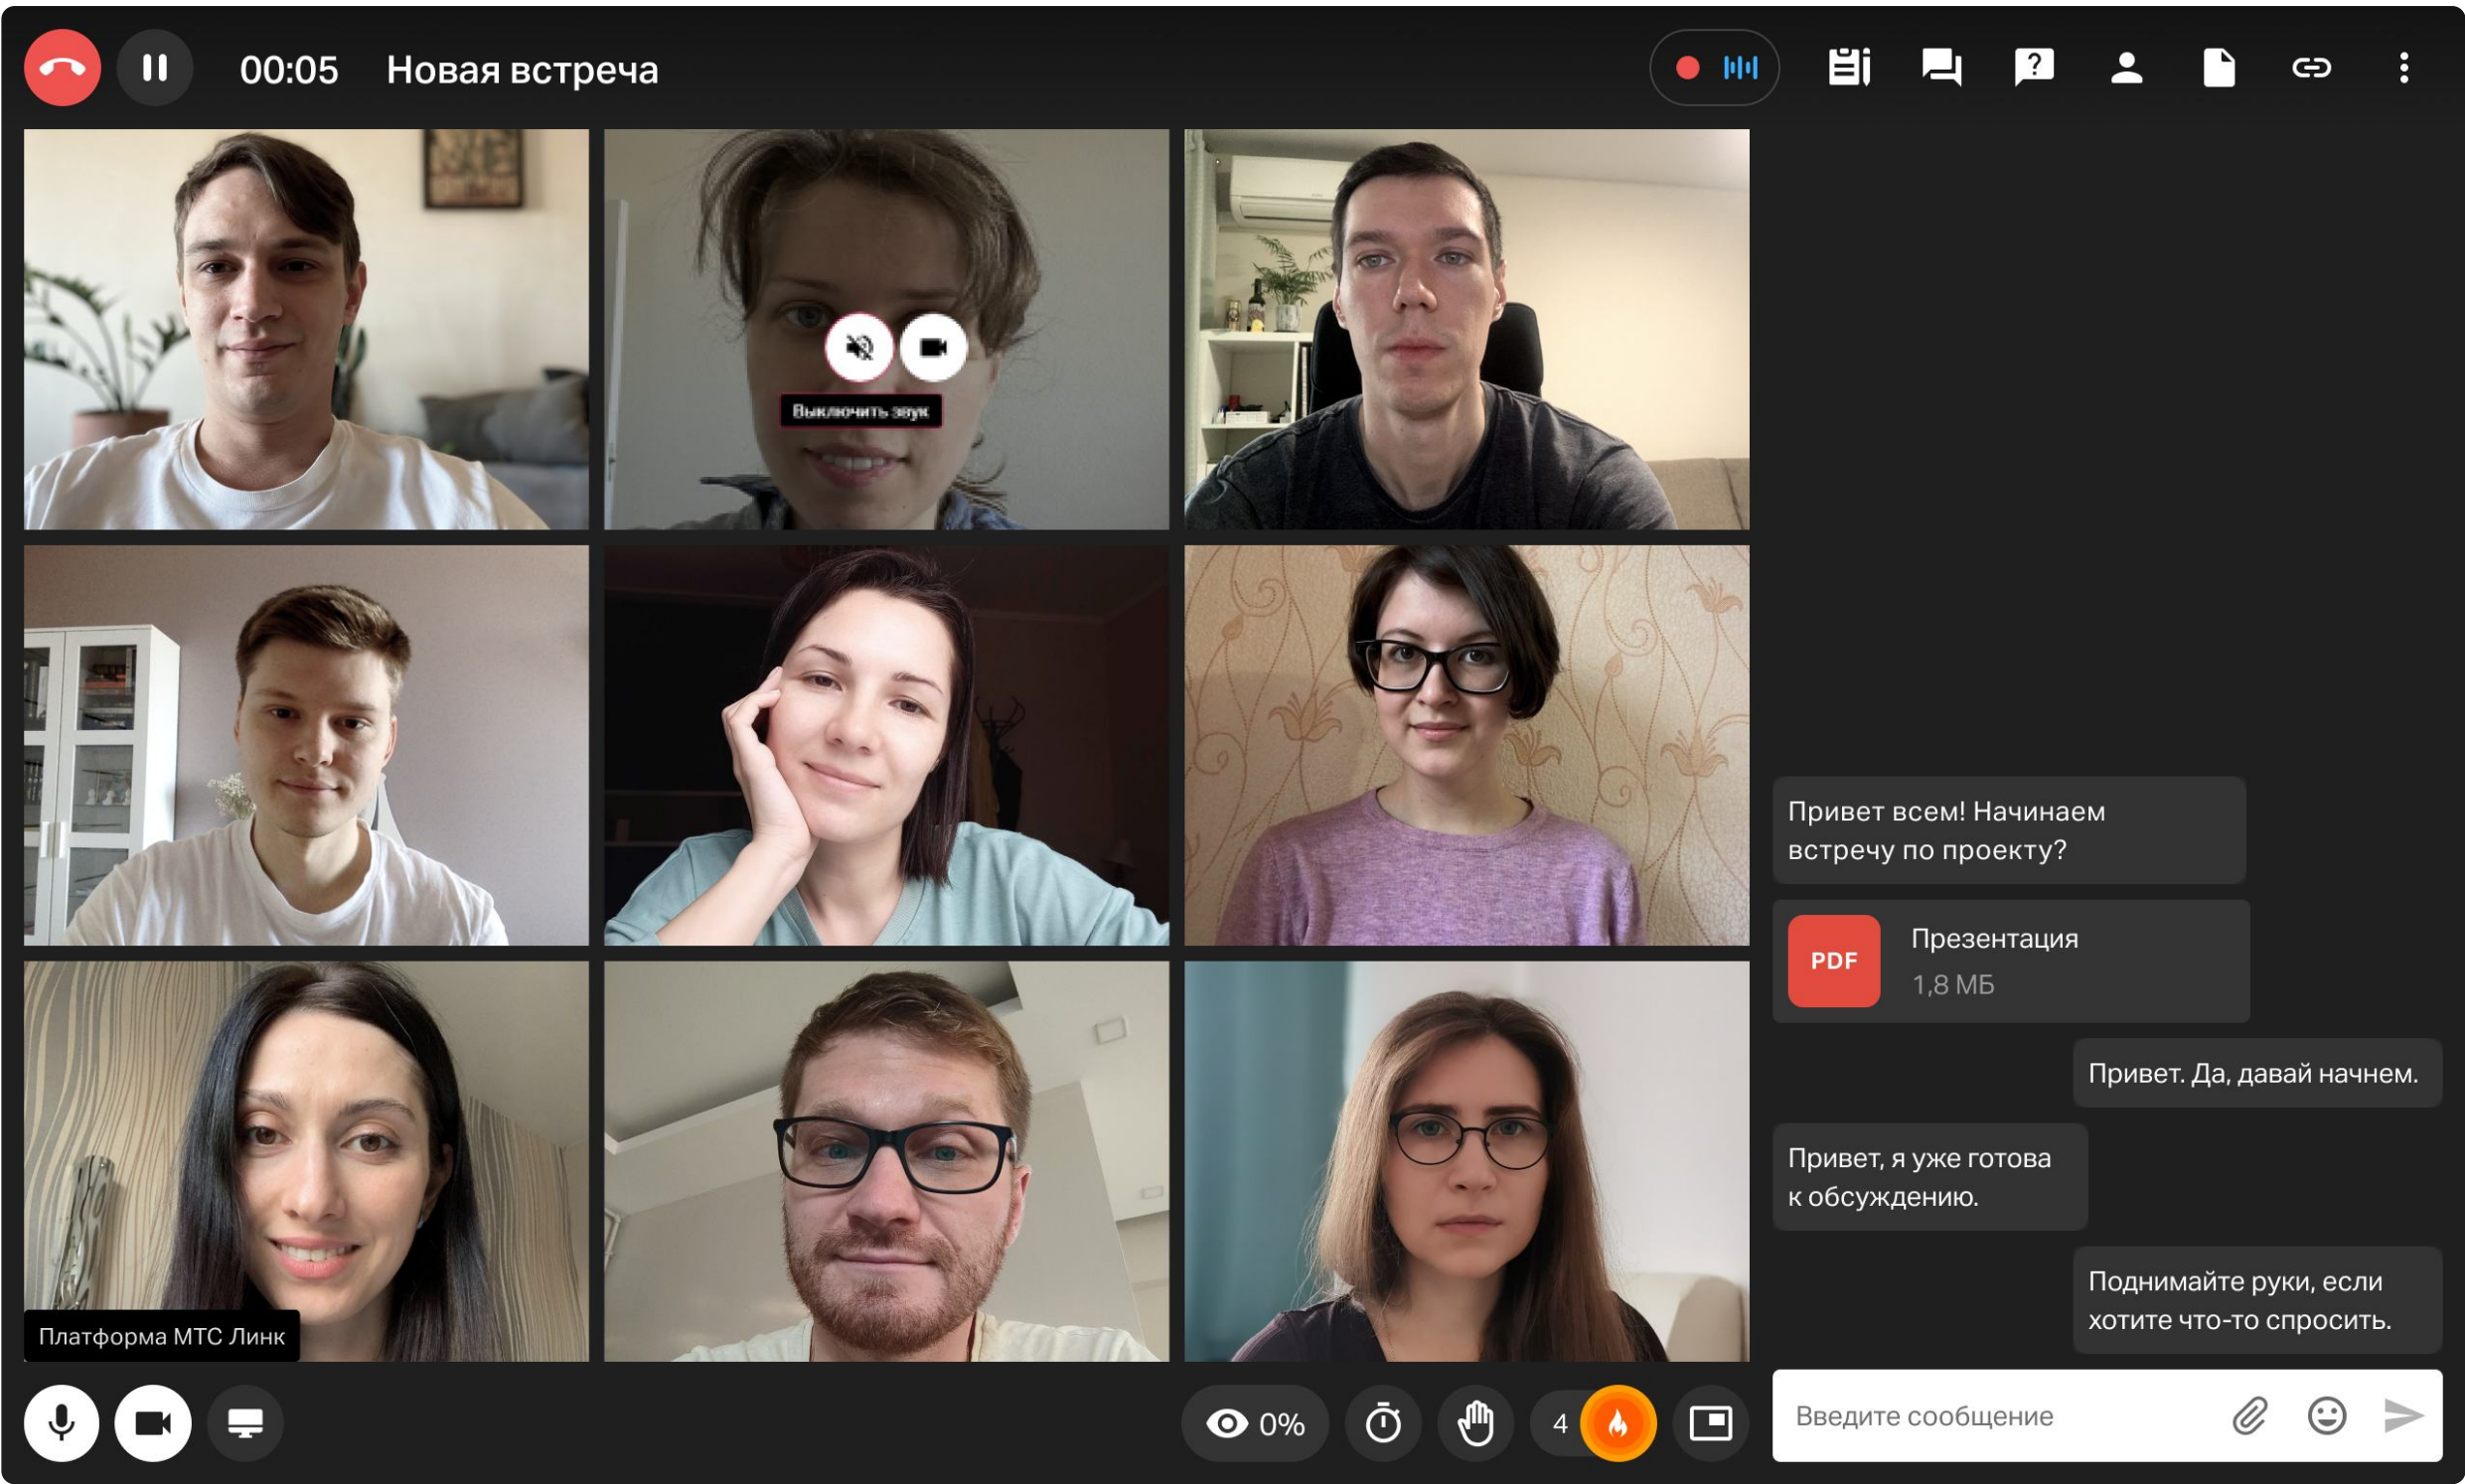 00:05
Новая встреча
Выключить звук
Привет всем! Начинаем
встречу по проекту?
PDF
Презентация
1,8 МБ
Привет. Да, давай начнем.
Привет, я уже готова
к обсуждению.
Поднимайте руки, если
хотите что-то спросить.
Платформа МТС Линк
0%
4
Введите сообщение